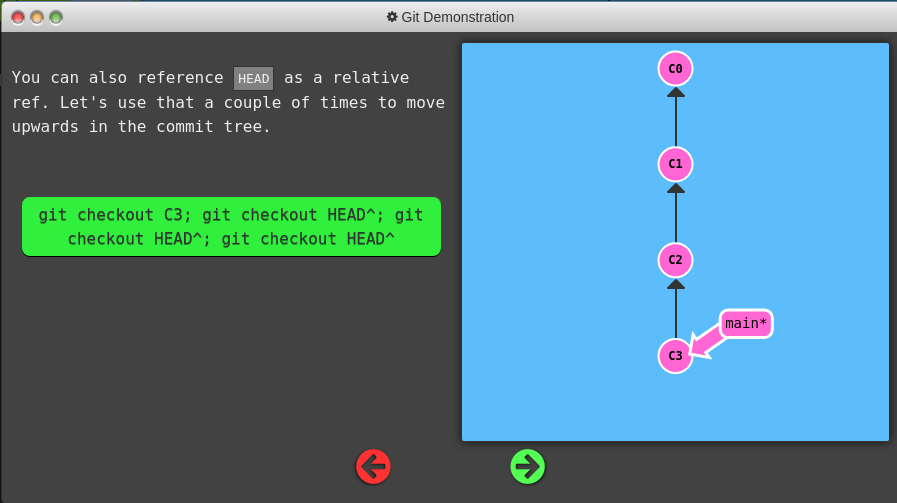 Git Demonstration
You can also reference HEAD as a relative
ref. Let's use that a couple of times to move
upwards in the commit tree.
git checkout C3; git checkout HEAD^; git
checkout HEAD^; git checkout HEAD^
C0
C1
C2
main*
C3